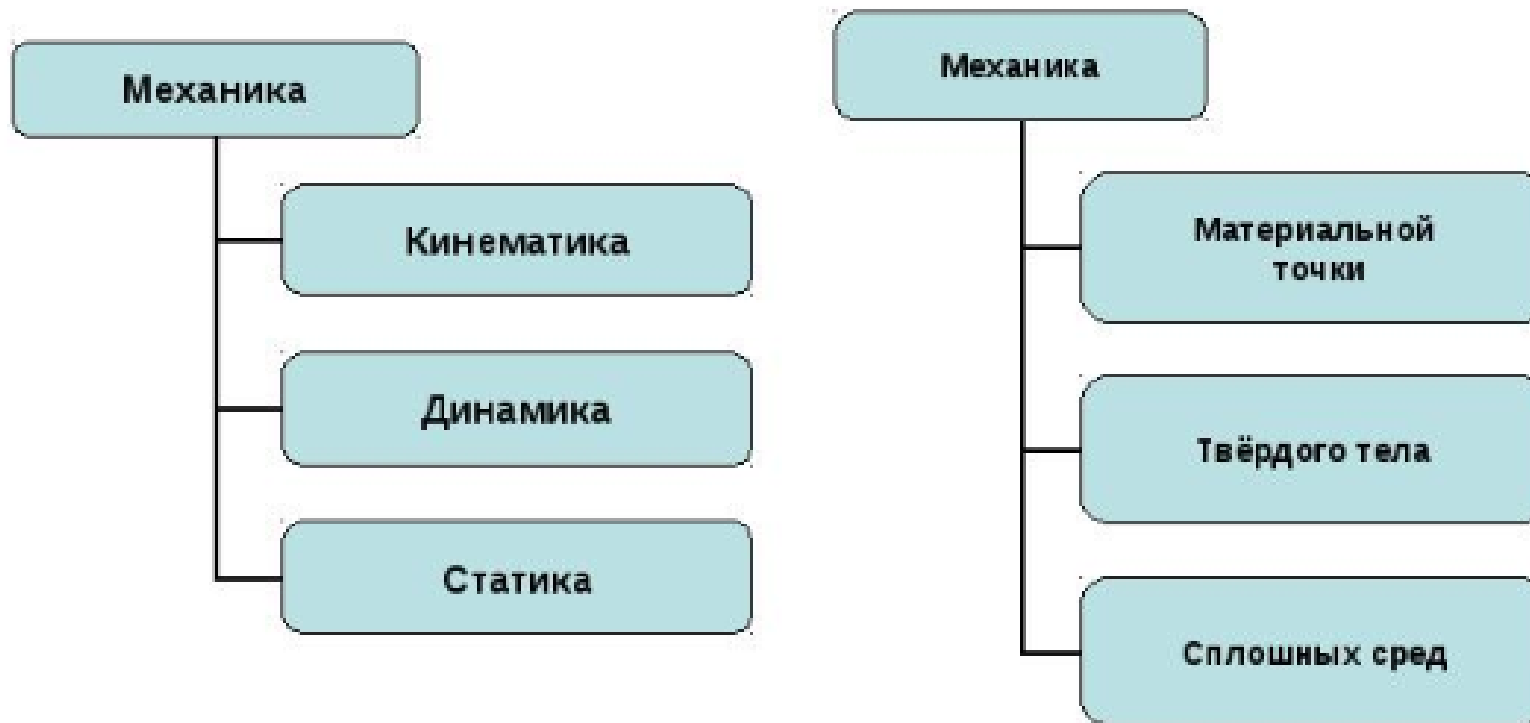 Механика
Кинематика
Динамика
Статика
Механика
Материальной
точки
Твёрдого тела
Сплошных сред